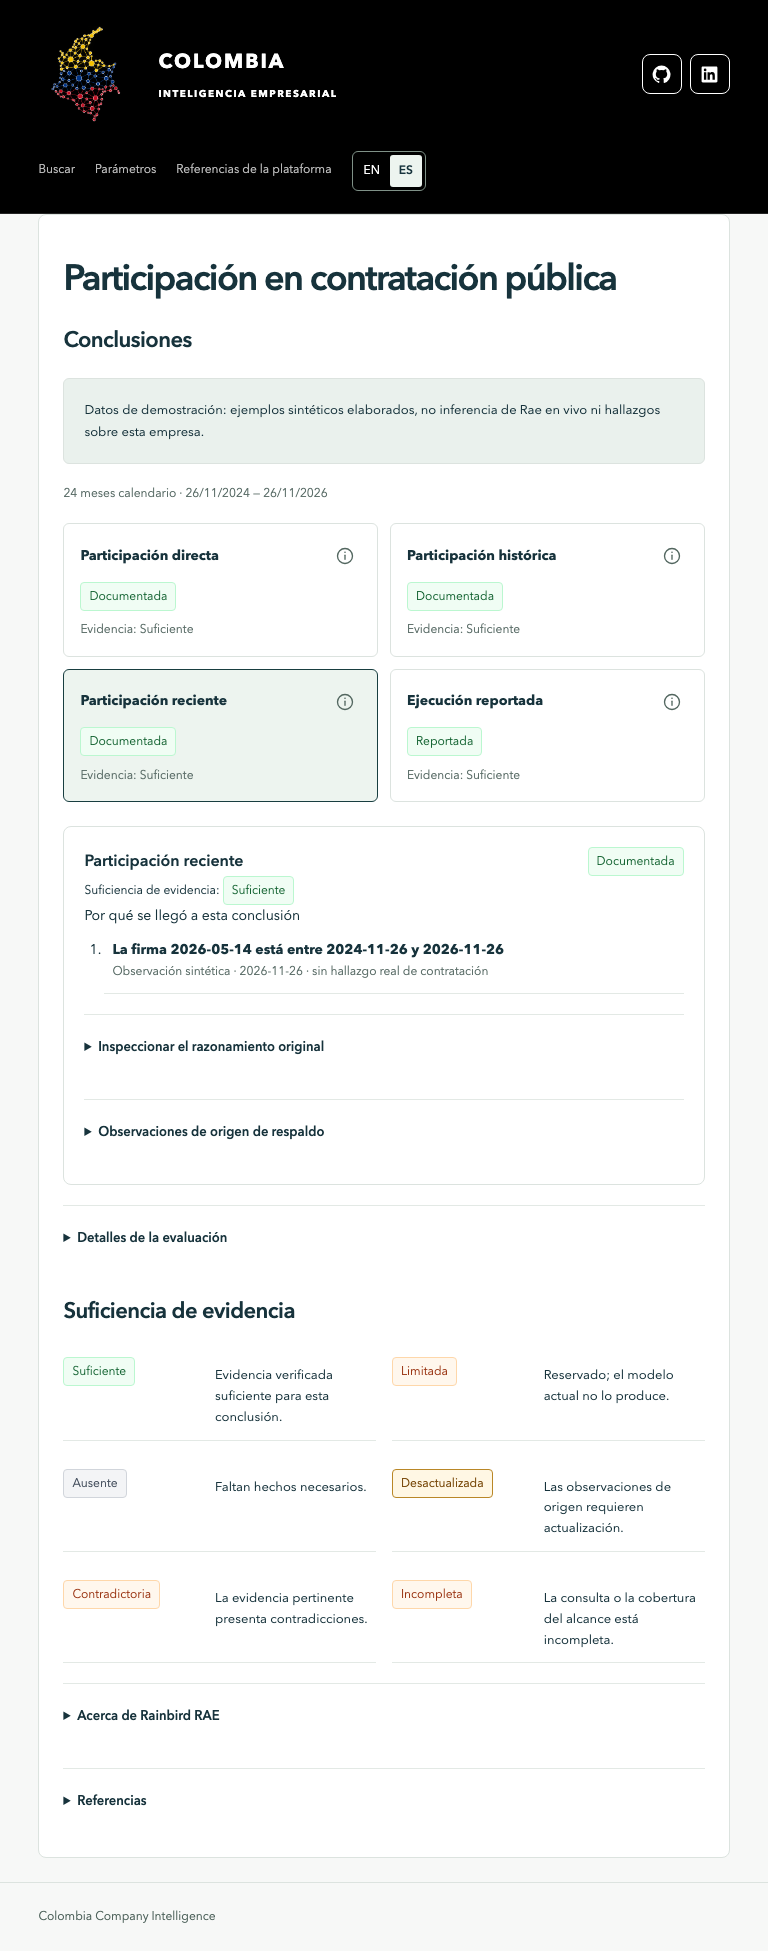 COLOMBIA
INTELIGENCIA EMPRESARIAL
Buscar
Parámetros
Referencias de la plataforma
EN
ES
Participación en contratación pública
Conclusiones
Datos de demostración: ejemplos sintéticos elaborados, no inferencia de Rae en vivo ni hallazgos
sobre esta empresa.
24 meses calendario · 26/11/2024 – 26/11/2026
Participación directa
Documentada
Evidencia: Suficiente
Participación histórica
Documentada
Evidencia: Suficiente
Participación reciente
Documentada
Evidencia: Suficiente
Ejecución reportada
Reportada
Evidencia: Suficiente
Participación reciente
Documentada
Suficiencia de evidencia: Suficiente
Por qué se llegó a esta conclusión
1. La firma 2026-05-14 está entre 2024-11-26 y 2026-11-26
Observación sintética · 2026-11-26 · sin hallazgo real de contratación
Inspeccionar el razonamiento original
Observaciones de origen de respaldo
Detalles de la evaluación
Suficiencia de evidencia
Suficiente
Evidencia verificada
suficiente para esta
conclusión.
Limitada
Reservado; el modelo
actual no lo produce.
Ausente
Faltan hechos necesarios.
Desactualizada
Las observaciones de
origen requieren
actualización.
Contradictoria
La evidencia pertinente
presenta contradicciones.
Incompleta
La consulta o la cobertura
del alcance está
incompleta.
Acerca de Rainbird RAE
Referencias
Colombia Company Intelligence